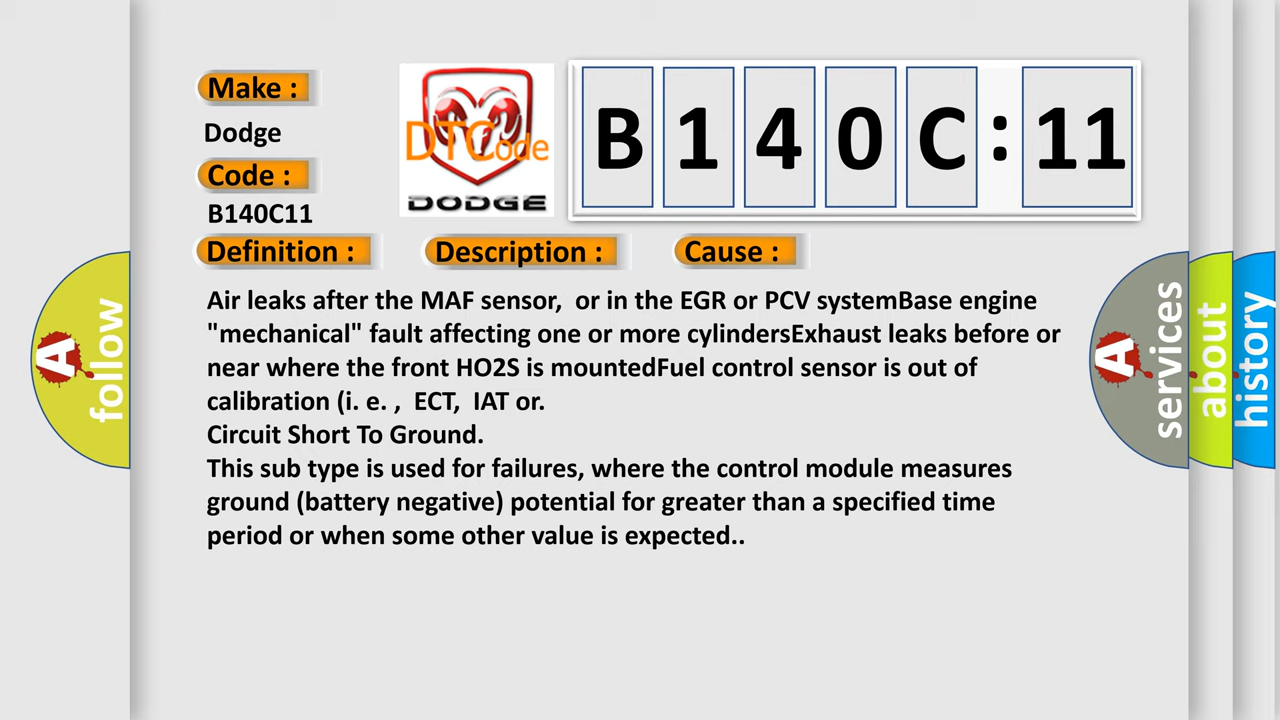 Make :
Dodge
Code :
B140C11
DTCode
DODGE
B140C:11
Definition :
Description :
Cause :
Air leaks after the MAF sensor,  or in the EGR or PCV systemBase engine
"mechanical" fault affecting one or more cylindersExhaust leaks before or
near where the front HO2S is mountedFuel control sensor is out of
calibration (i. e. ,  ECT,  IAT or.
Circuit Short To Ground.
This sub type is used for failures, where the control module measures
ground (battery negative) potential for greater than a specified time
period or when some other value is expected..
A follow
A services
about
history